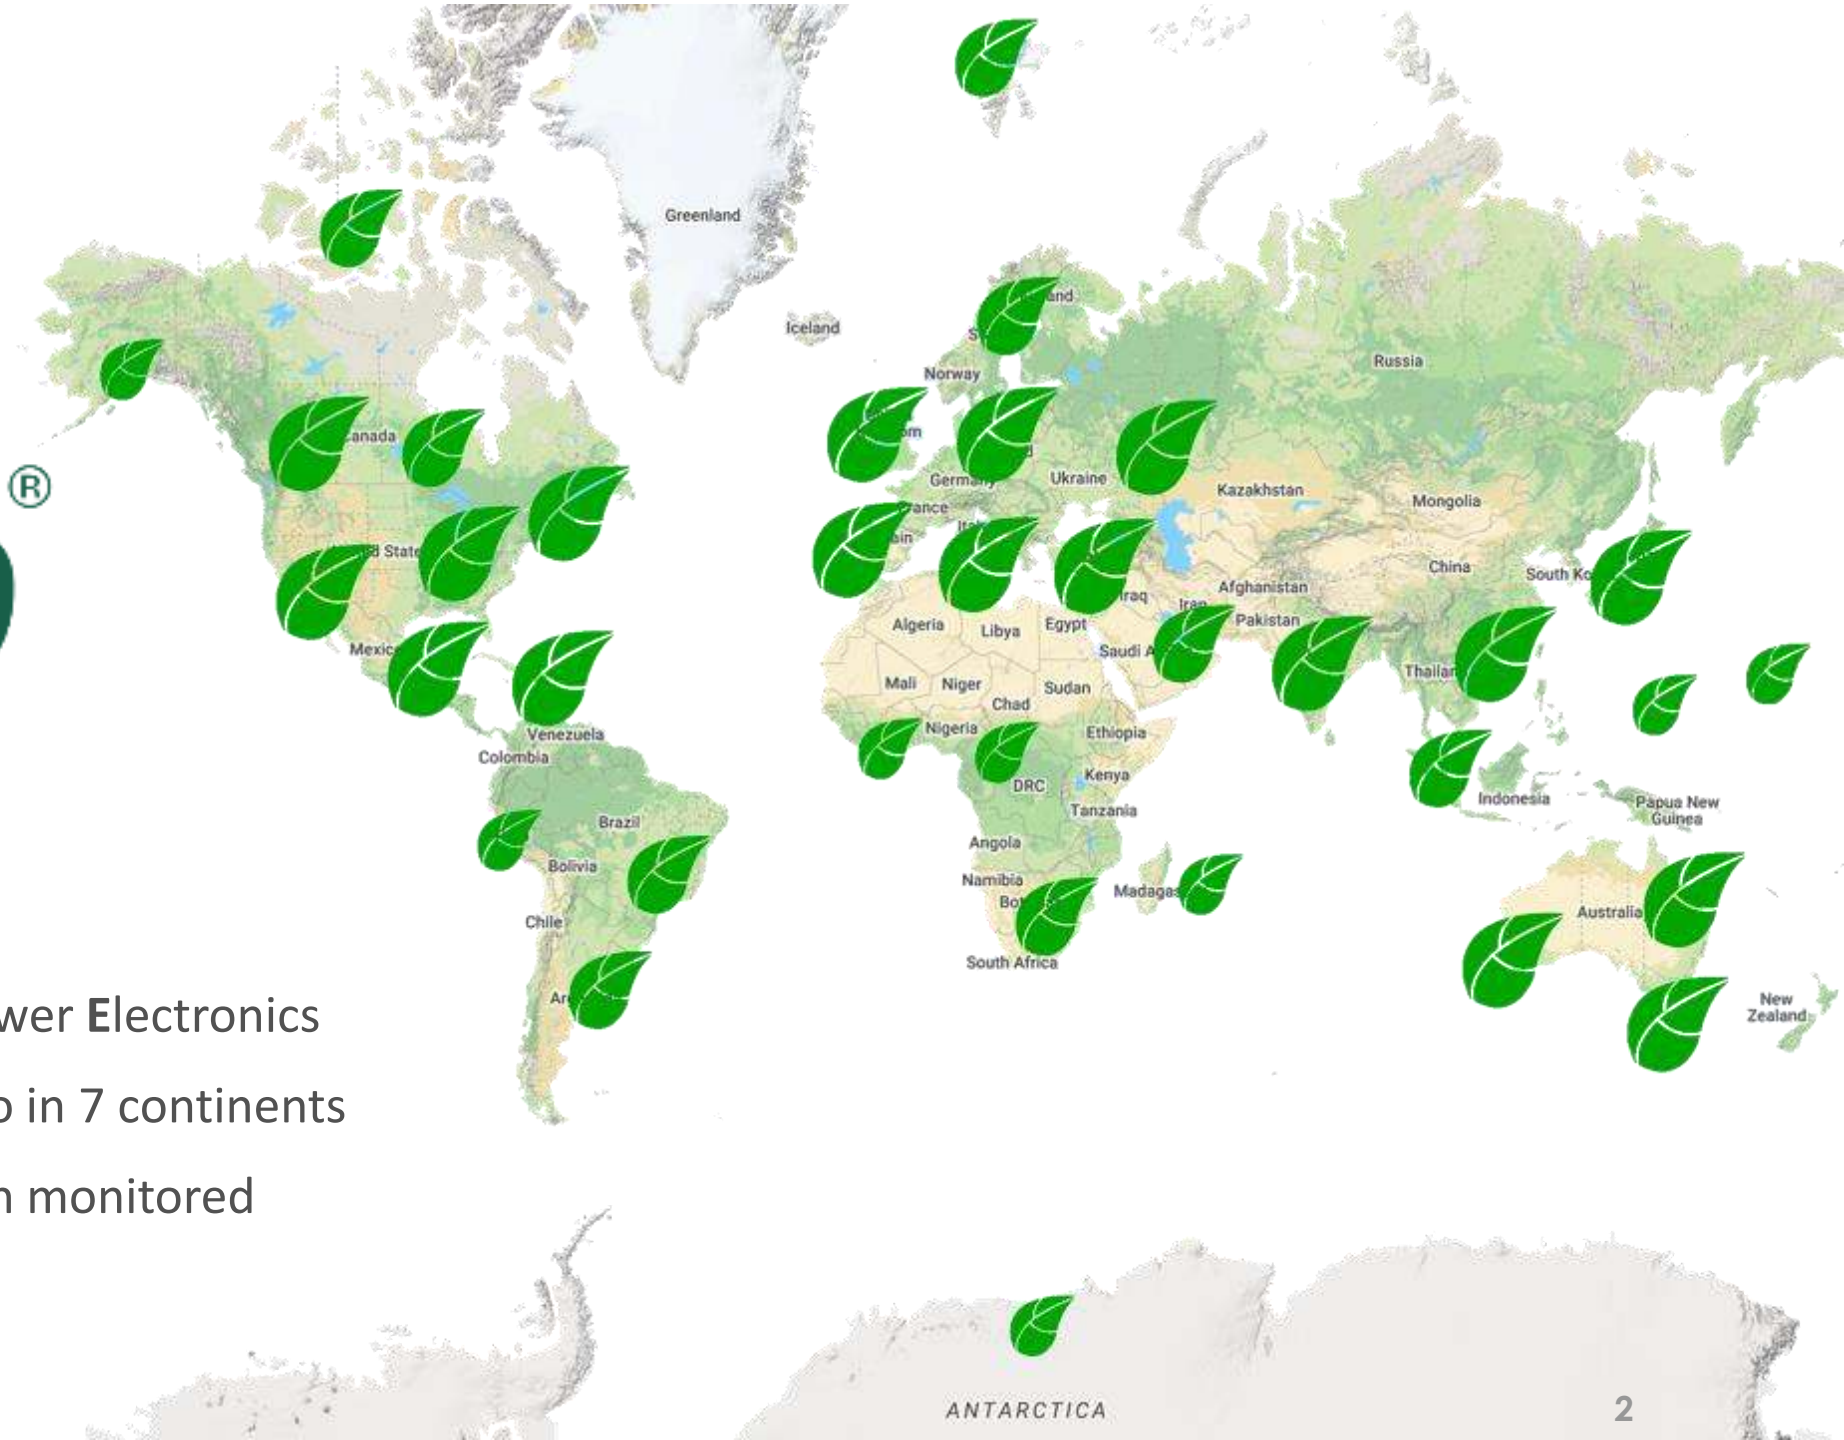 Greenland
Iceland
Russia
Norway
Ukraine
Kazakhstan
Mongolia
®
China
Afghanistan
Iraq
Iran
Pakistan
Algeria
Libya
Egypt
Mali
Niger
Sudan
Chad
Nigeria
Ethiopia
Venezuela
Colombia
Kenya
DRC
Indonesia
Papua New
Guinea
Tanzania
Brazil
Angola
Bolivia
Namibia
Australia
Chile
South Africa
New
Zealand
Electronics
in 7 continents
monitored
ANTARCTICA
2